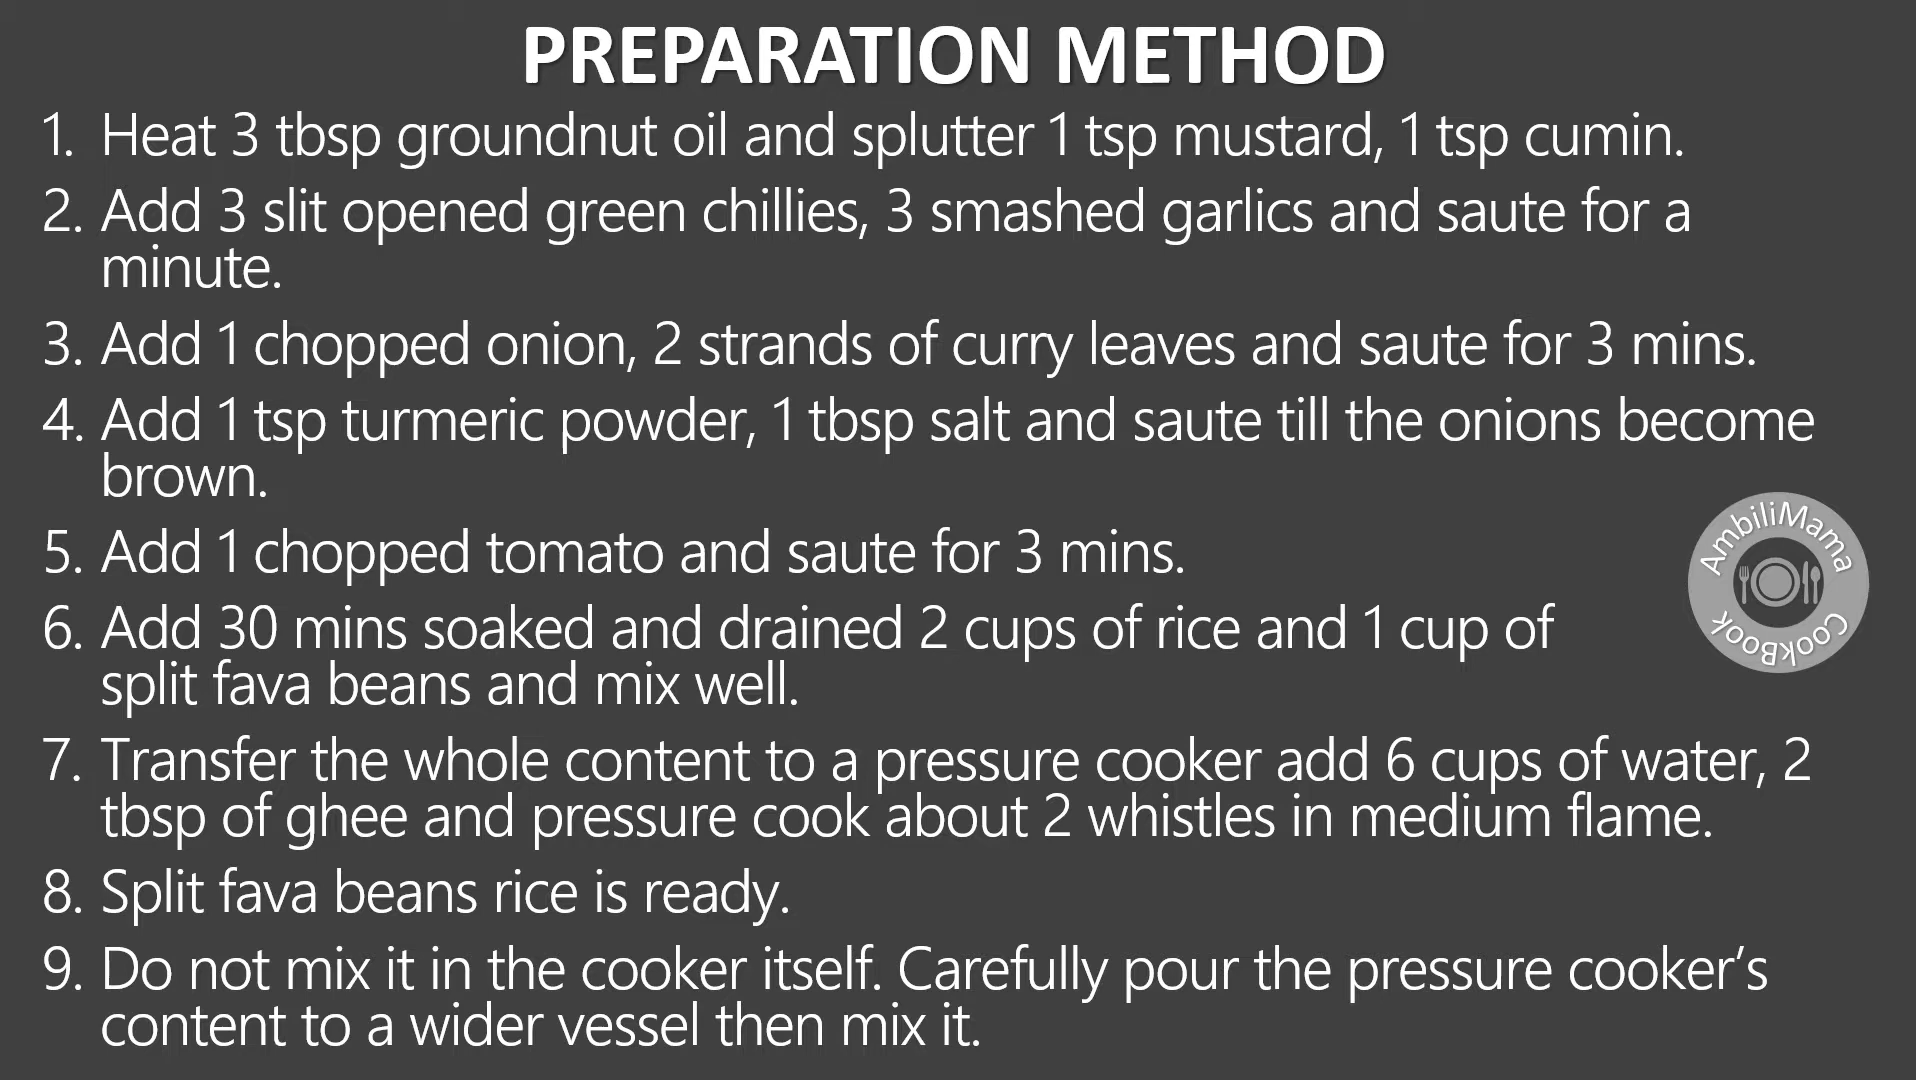 PREPARATION METHOD
1. Heat 3 tbsp groundnut oil and splutter 1 tsp mustard, 1 tsp cumin.
2. Add 3 slit opened green chillies, 3 smashed garlics and saute for a
minute.
3. Add 1 chopped onion, 2 strands of curry leaves and saute for 3 mins.
4. Add 1 tsp turmeric powder, 1 tbsp salt and saute till the onions become
brown.
5. Add 1 chopped tomato and saute for 3 mins.
6. Add 30 mins soaked and drained 2 cups of rice and 1 cup of
split fava beans and mix well.
7. Transfer the whole content to a pressure cooker add 6 cups of water, 2
tbsp of ghee and pressure cook about 2 whistles in medium flame.
8. Split fava beans rice is ready.
9. Do not mix it in the cooker itself. Carefully pour the pressure cooker’s
content to a wider vessel then mix it.
AmbiliMama
CookBook